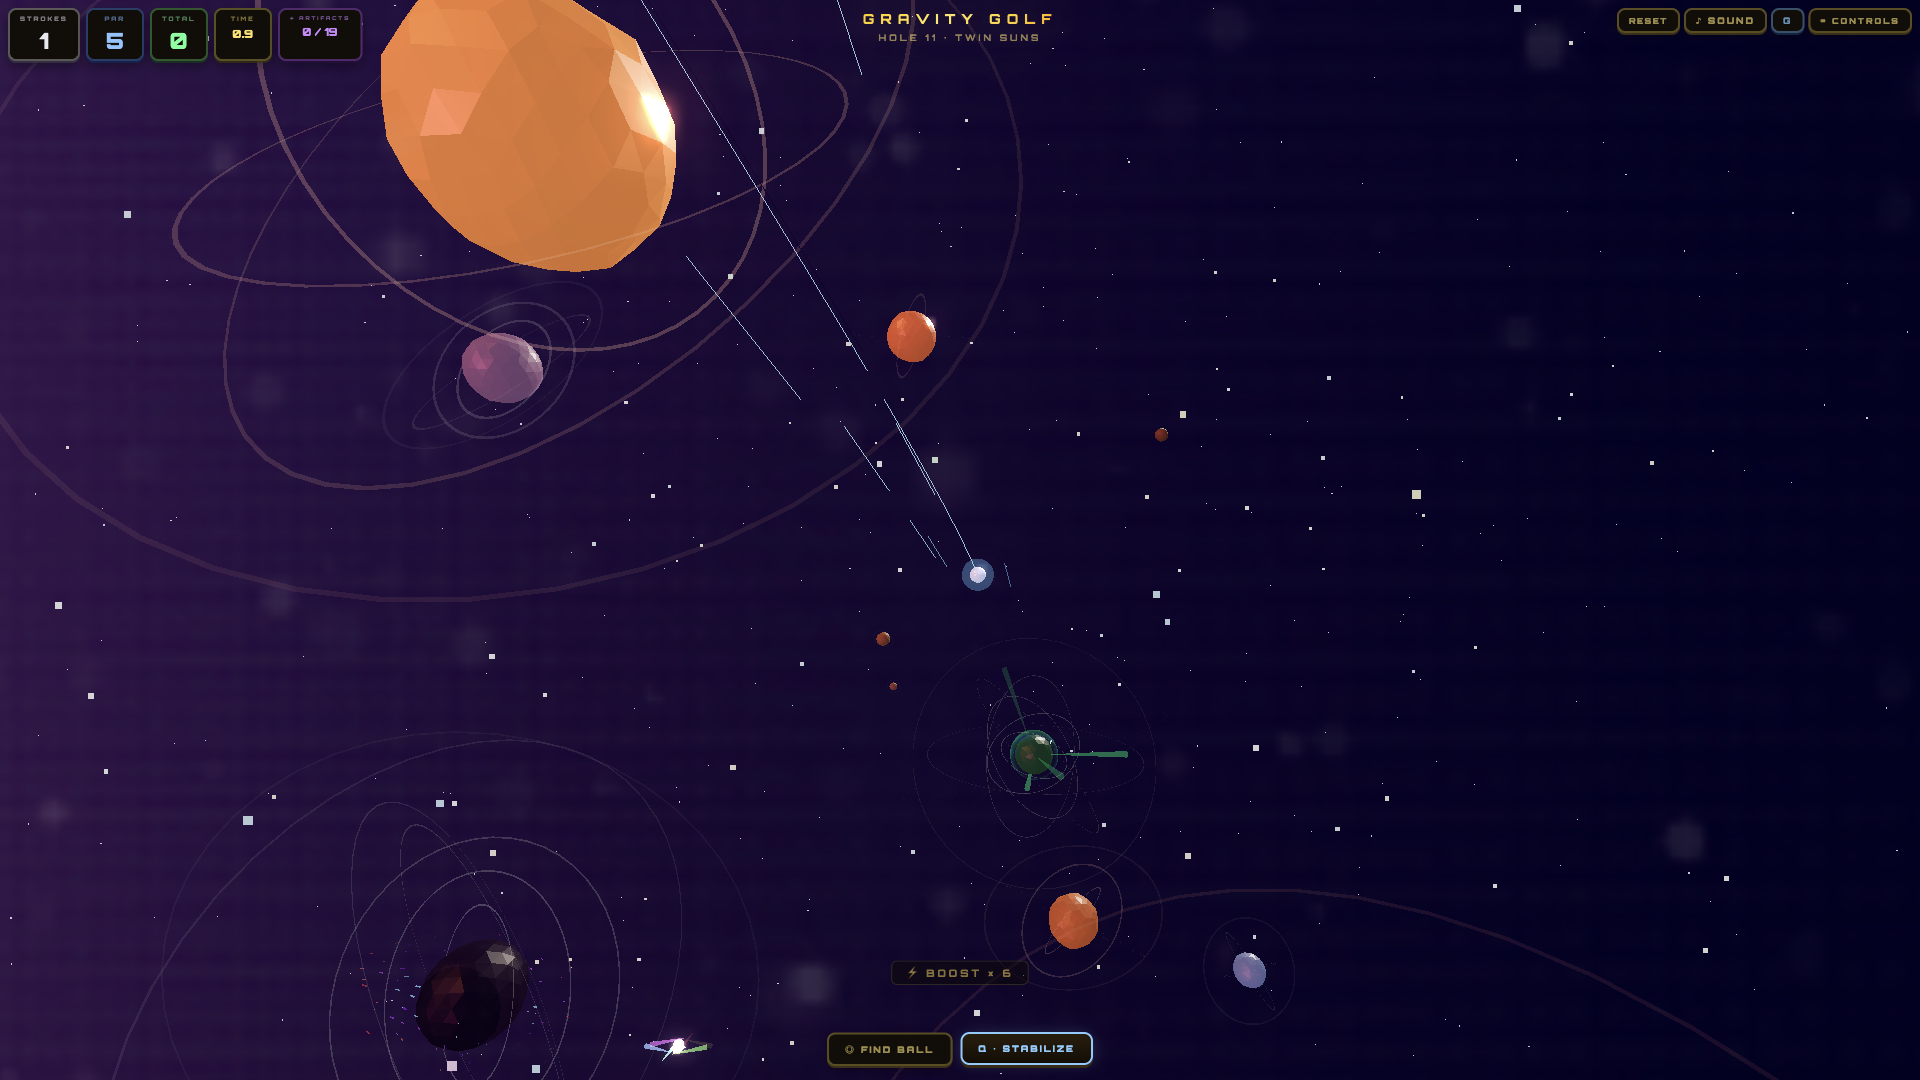 STROKES
1
PAR
5
TOTAL
0
TIME
0.9
ARTIFACTS
0 / 19
GRAVITY GOLF
HOLE 11 · TWIN SUNS
RESET
♪ SOUND
G
CONTROLS
⚡ BOOST × 6
FIND BALL
Q · STABILIZE